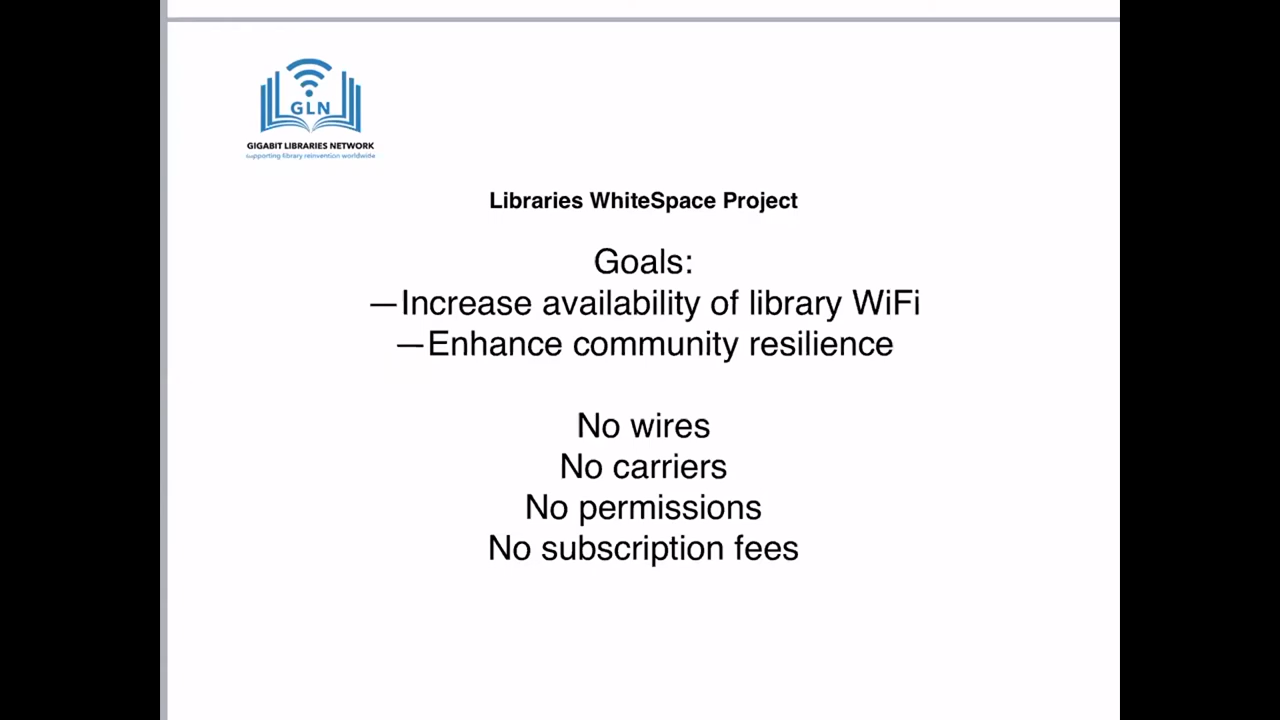 GLN
GIGABIT LIBRARIES NETWORK
supporting library reinvention worldwide
Libraries WhiteSpace Project
Goals:
—Increase availability of library WiFi
—Enhance community resilience
No wires
No carriers
No permissions
No subscription fees